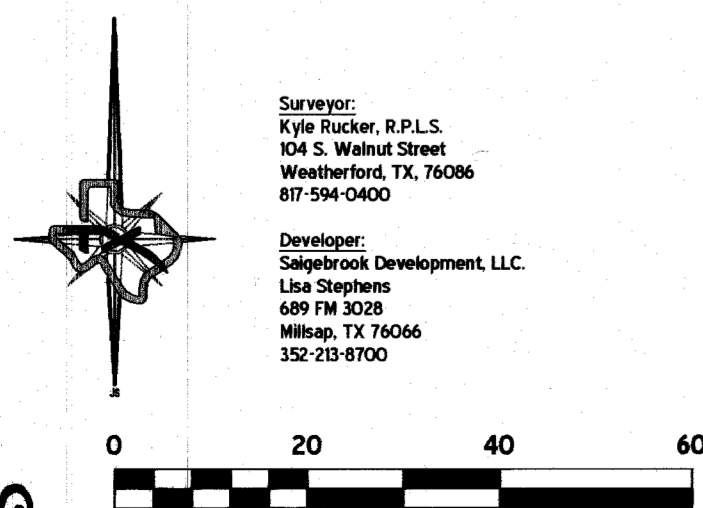 Surveyor:
Kyle Rucker, R.P.L.S.
104 S. Walnut Street
Weatherford, TX, 76086
817-594-0400
Developer:
Saigebrook Development, LLC.
Lisa Stephens
689 FM 3028
Millsap, TX 76066
352-213-8700
JS
0 20 40 60